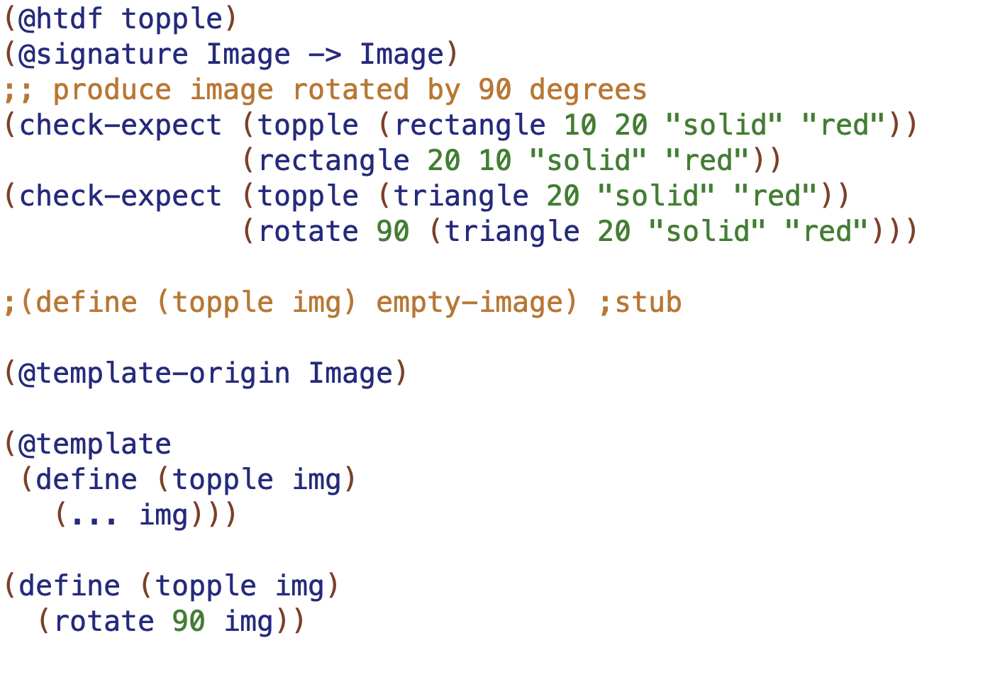 (@htdf topple)
(@signature Image -> Image)
;; produce image rotated by 90 degrees
(check-expect (topple (rectangle 10 20 "solid" "red"))
              (rectangle 20 10 "solid" "red"))
(check-expect (topple (triangle 20 "solid" "red"))
              (rotate 90 (triangle 20 "solid" "red")))
;(define (topple img) empty-image) ;stub
(@template-origin Image)
(@template
 (define (topple img)
   (... img)))
(define (topple img)
  (rotate 90 img))